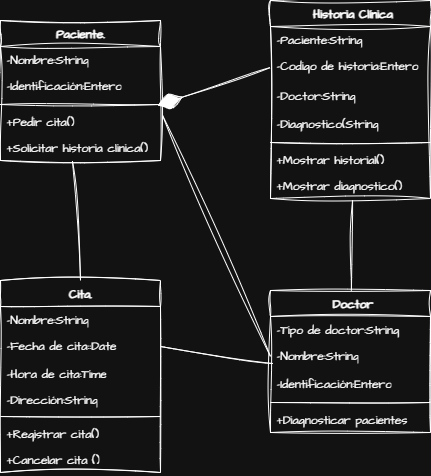 Paciente.
-Nombre:String
-Identificación:Entero
+Pedir cita()
+Solicitar historia clinica()
Historia Clinica
-Paciente:String
-Codigo de historia:Entero
-Doctor:String
-Diagnostico(String
+Mostrar historial()
+Mostrar diagnostico()
Cita.
-Nombre:String
-Fecha de cita:Date
-Hora de cita:Time
-Dirección:String
+Registrar cita()
+Cancelar cita ()
Doctor
-Tipo de doctor:String
-Nombre:String
-Identificación:Entero
+Diagnosticar pacientes